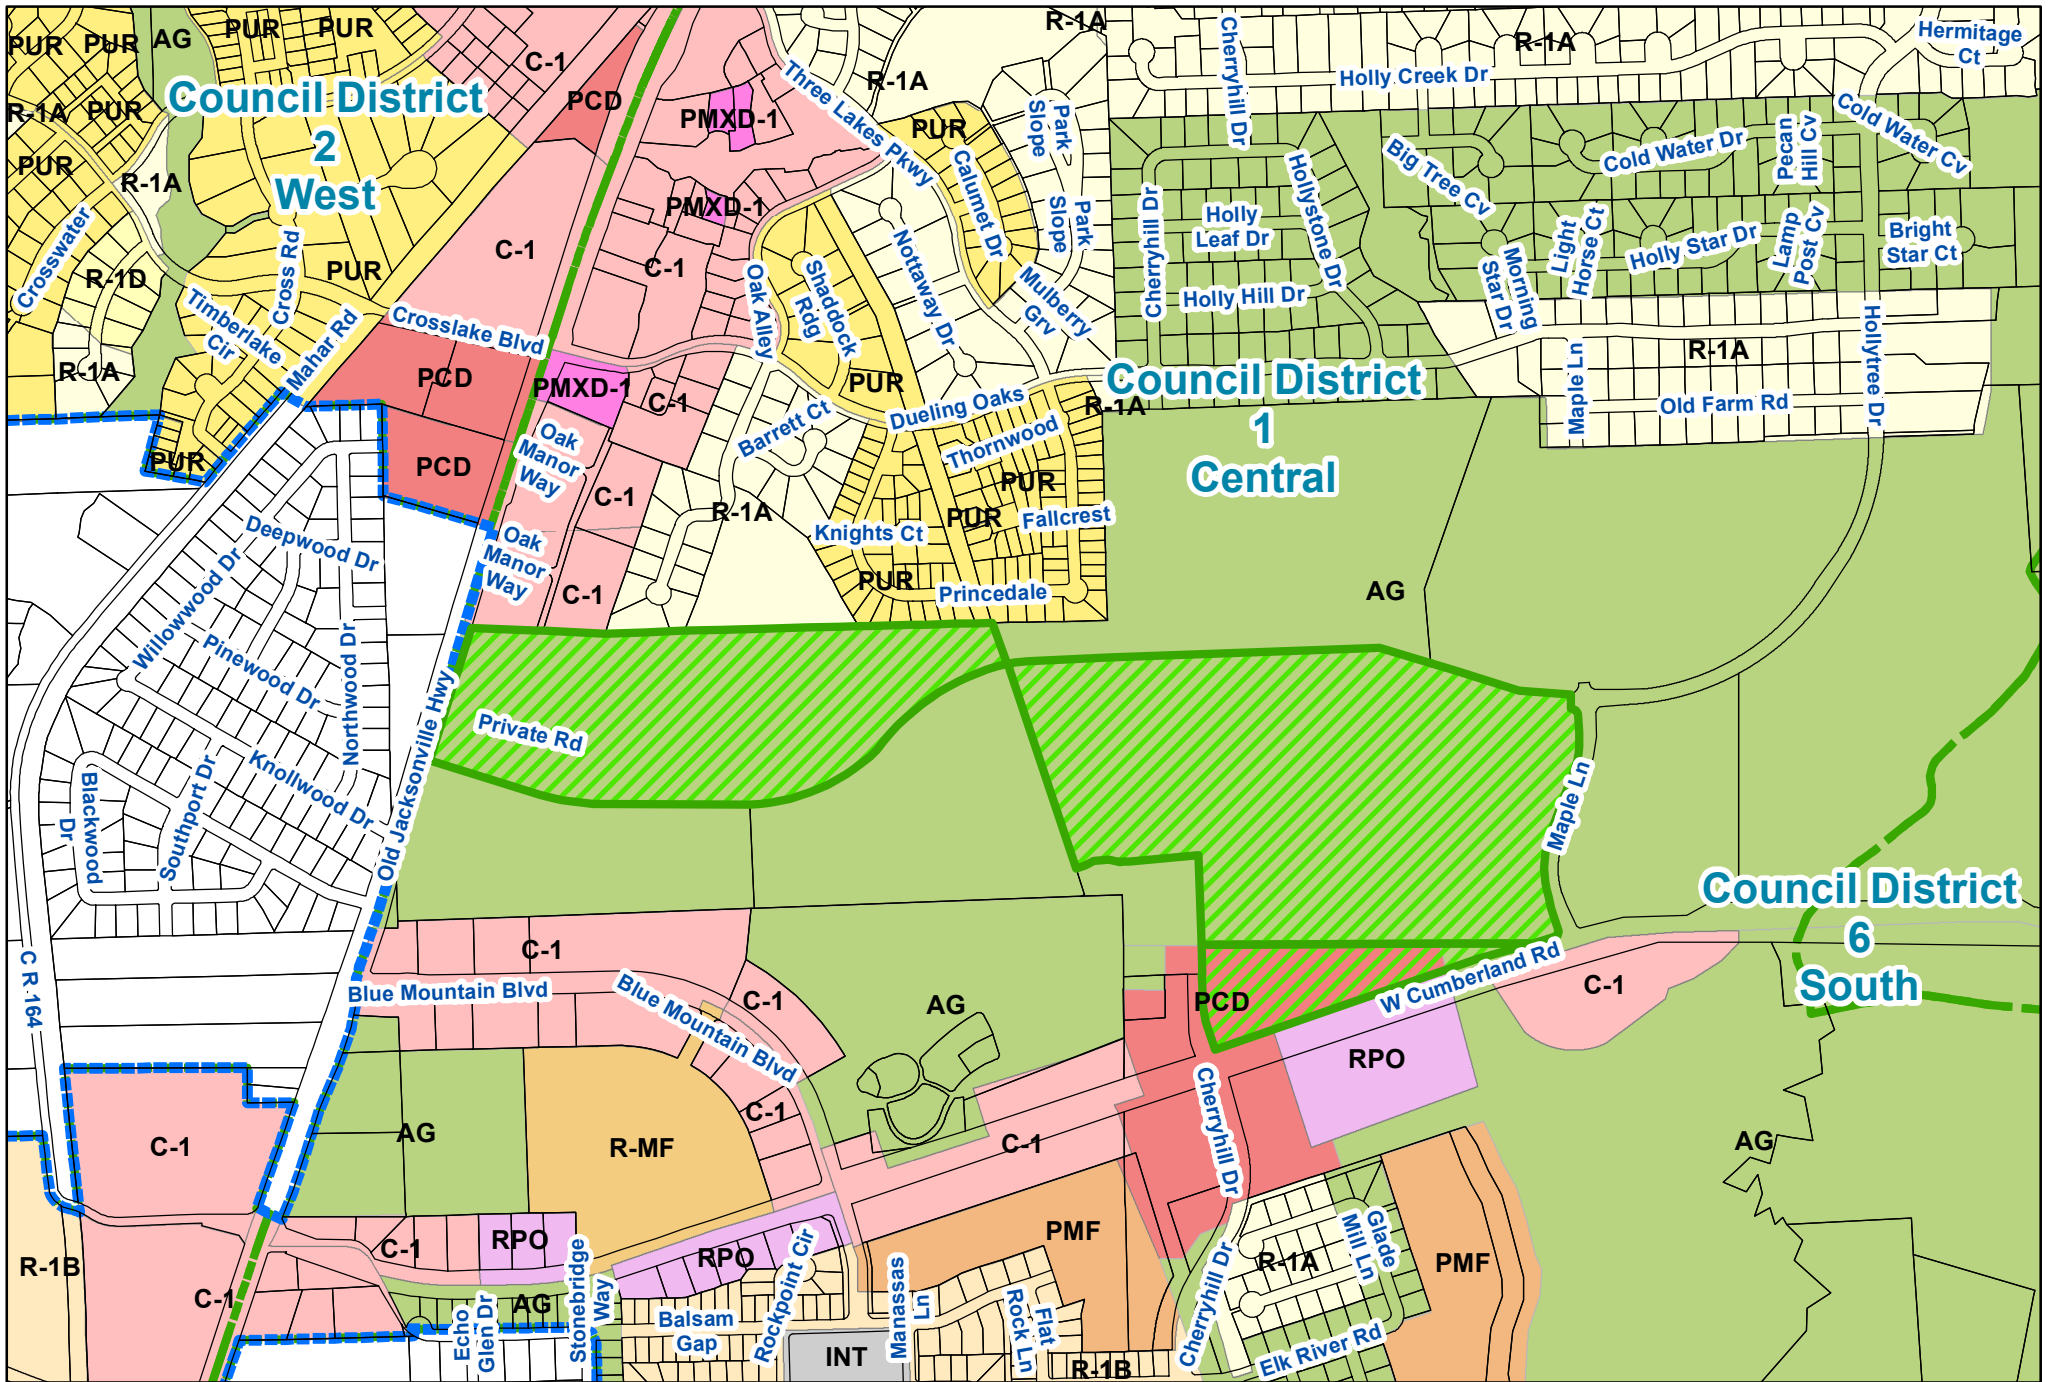 PUR
PUR
AG
PUR
PUR
C-1
PCD
R-1A
PUR
R-1A
PUR
Council District
2
West
C-1
PUR
R-1D
R-1A
Crosswater
Cross Rd
Timberlake
Cir
Mahar Rd
Crosslake Blvd
PUR
PCD
PCD
PMXD-1
PMXD-1
C-1
PMXD-1
C-1
Three Lakes Pkwy
R-1A
R-1A
PUR
Calumet Dr
Park
Slope
Park
Slope
Mulberry
Grv
Nottaway Dr
Shaddock
Rdg
Oak Alley
PUR
Dueling Oaks
Thornwood
PUR
PUR
Fallcrest
Knights Ct
PUR
Princedale
Barrett Ct
R-1A
Oak
Manor
Way
C-1
Oak
Manor
Way
C-1
Cherryhill Dr
Holly Creek Dr
R-1A
Hermitage
Ct
Cold Water Cv
Cold Water Dr
Pecan
Hill Cv
Big Tree Cv
Hollystone Dr
Holly
Leaf Dr
Cherryhill Dr
Holly Hill Dr
Morning
Star Dr
Light
Horse Ct
Holly Star Dr
Lamp
Post Cv
Bright
Star Ct
Hollytree Dr
R-1A
Old Farm Rd
Maple Ln
R-1A
Council District
1
Central
AG
Deepwood Dr
Willowwood Dr
Pinewood Dr
Northwood Dr
Knollwood Dr
Southport Dr
Blackwood
Dr
Old Jacksonville Hwy
Private Rd
Maple Ln
C R 164
Council District
6
South
C-1
Blue Mountain Blvd
Blue Mountain Blvd
C-1
C-1
AG
PCD
W Cumberland Rd
C-1
RPO
C-1
AG
R-MF
C-1
Cherryhill Dr
AG
R-1B
C-1
C-1
RPO
RPO
PMF
R-1A
Glade
Mill Ln
PMF
Echo
Glen Dr
AG
Stonebridge
Way
Balsam
Gap
Rockpoint Cir
INT
Manassas
Ln
Flat
Rock Ln
R-1B
Cherryhill Dr
Elk River Rd